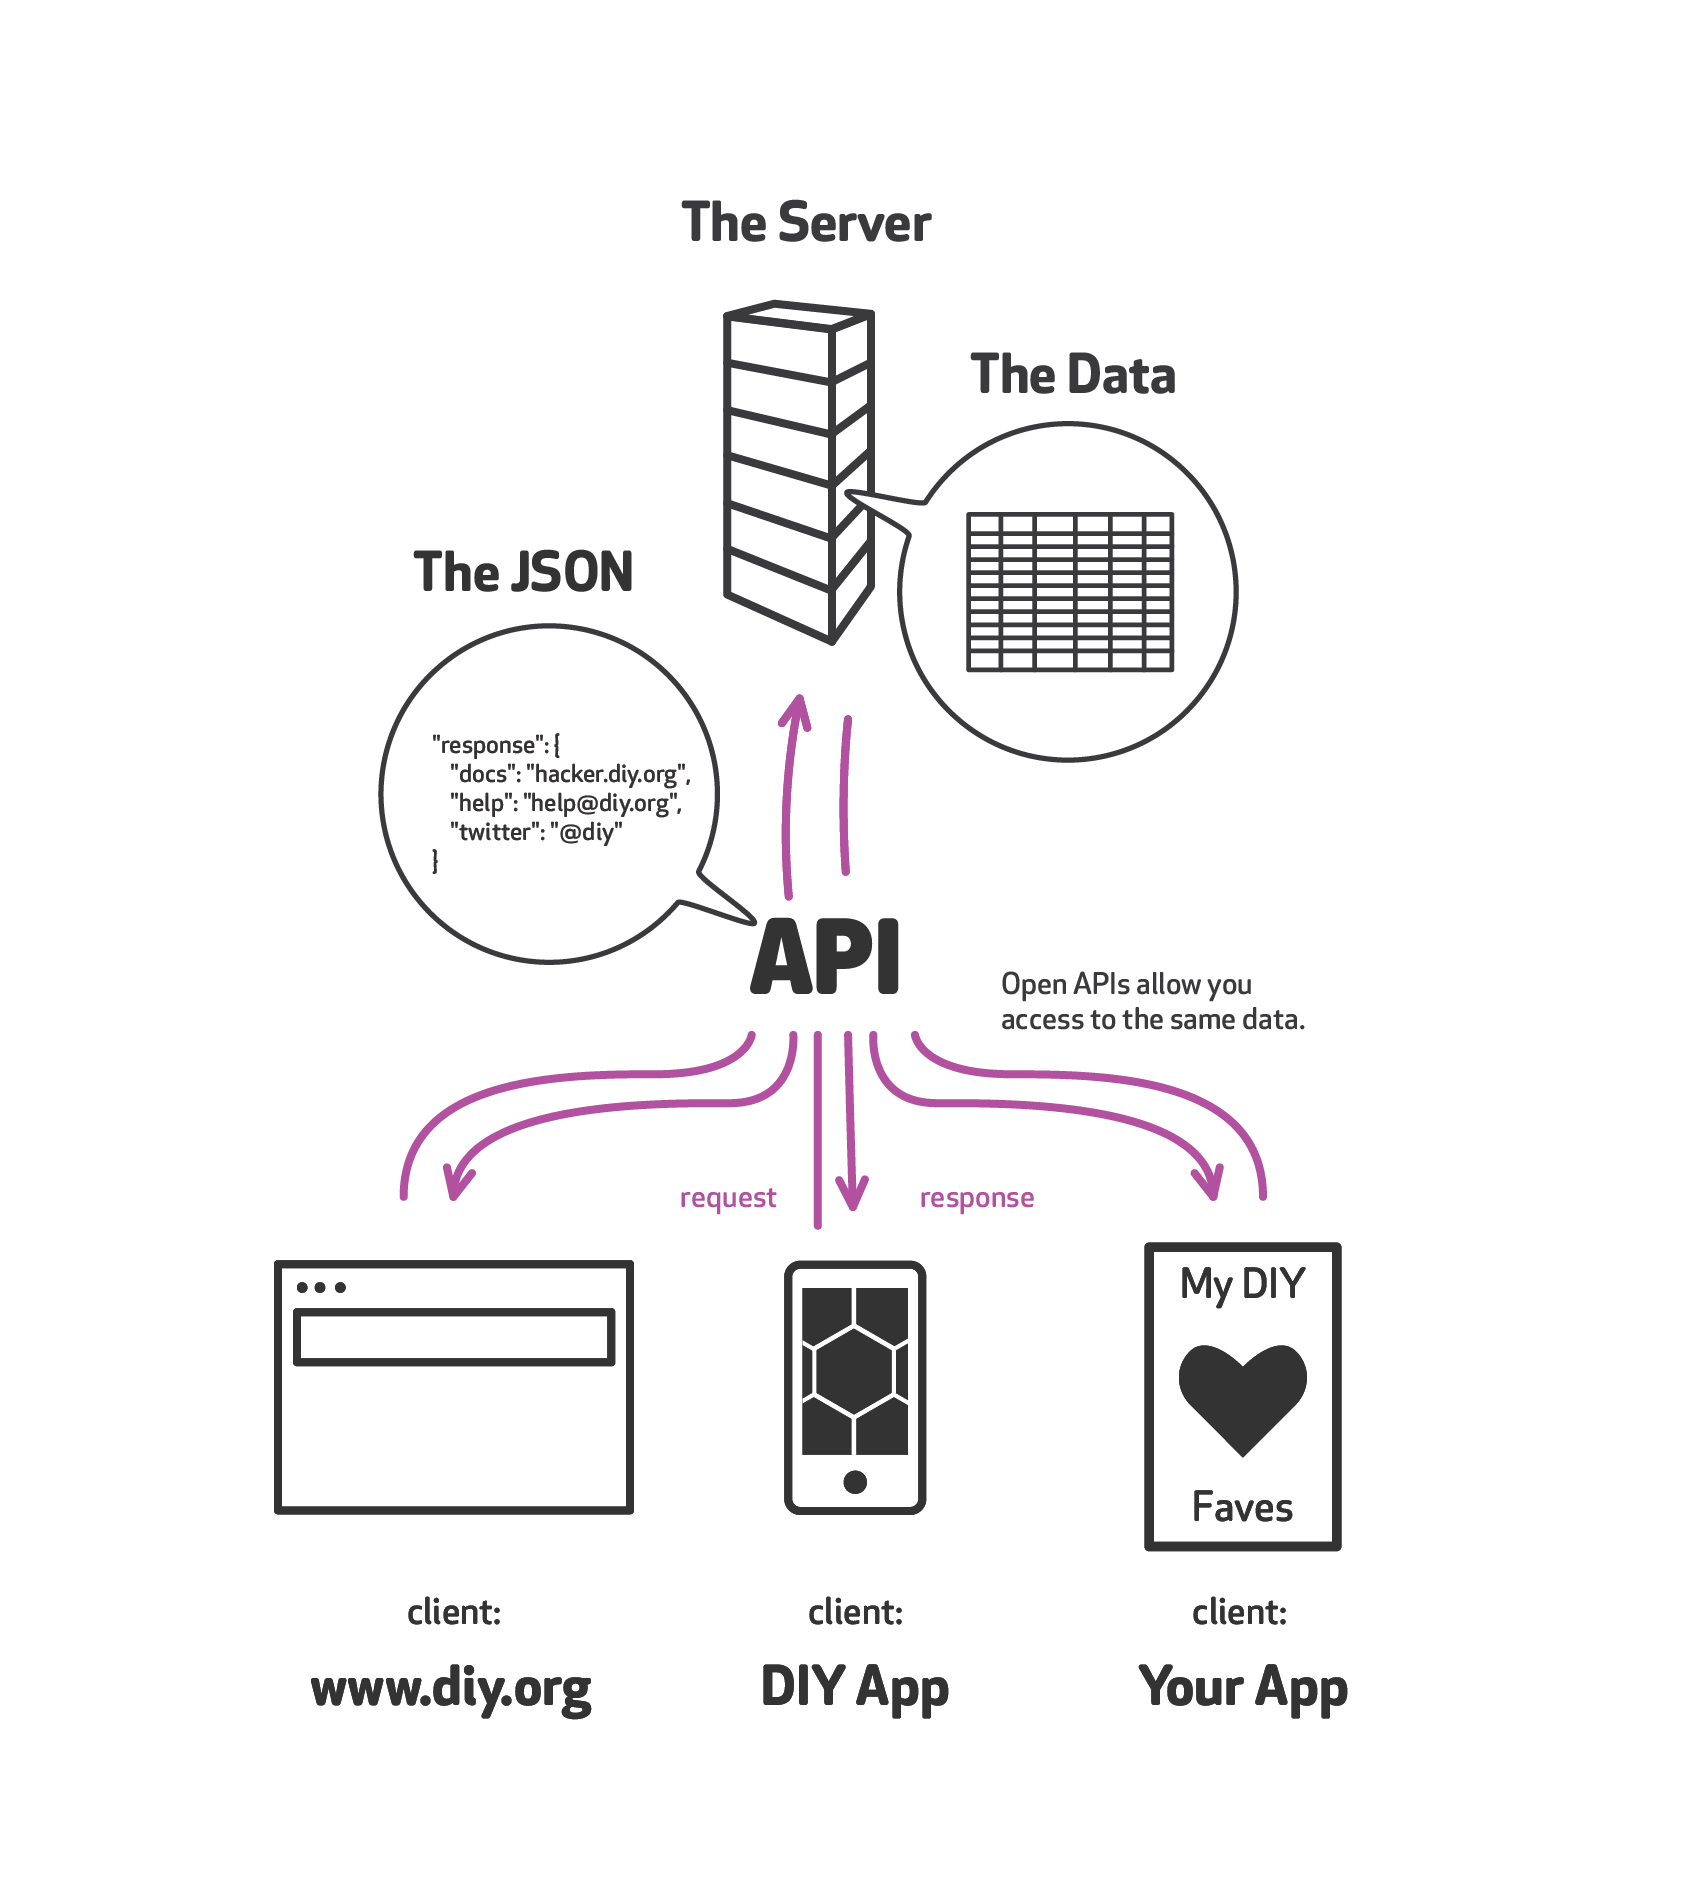 The Server
The Data
The JSON
"response": {
"docs": "hacker.diy.org",
"help": "help@diy.org",
"twitter": "@diy"
}
API
Open APIs allow you
access to the same data.
request
response
My DIY
Faves
client:
www.diy.org
client:
DIY App
client:
Your App